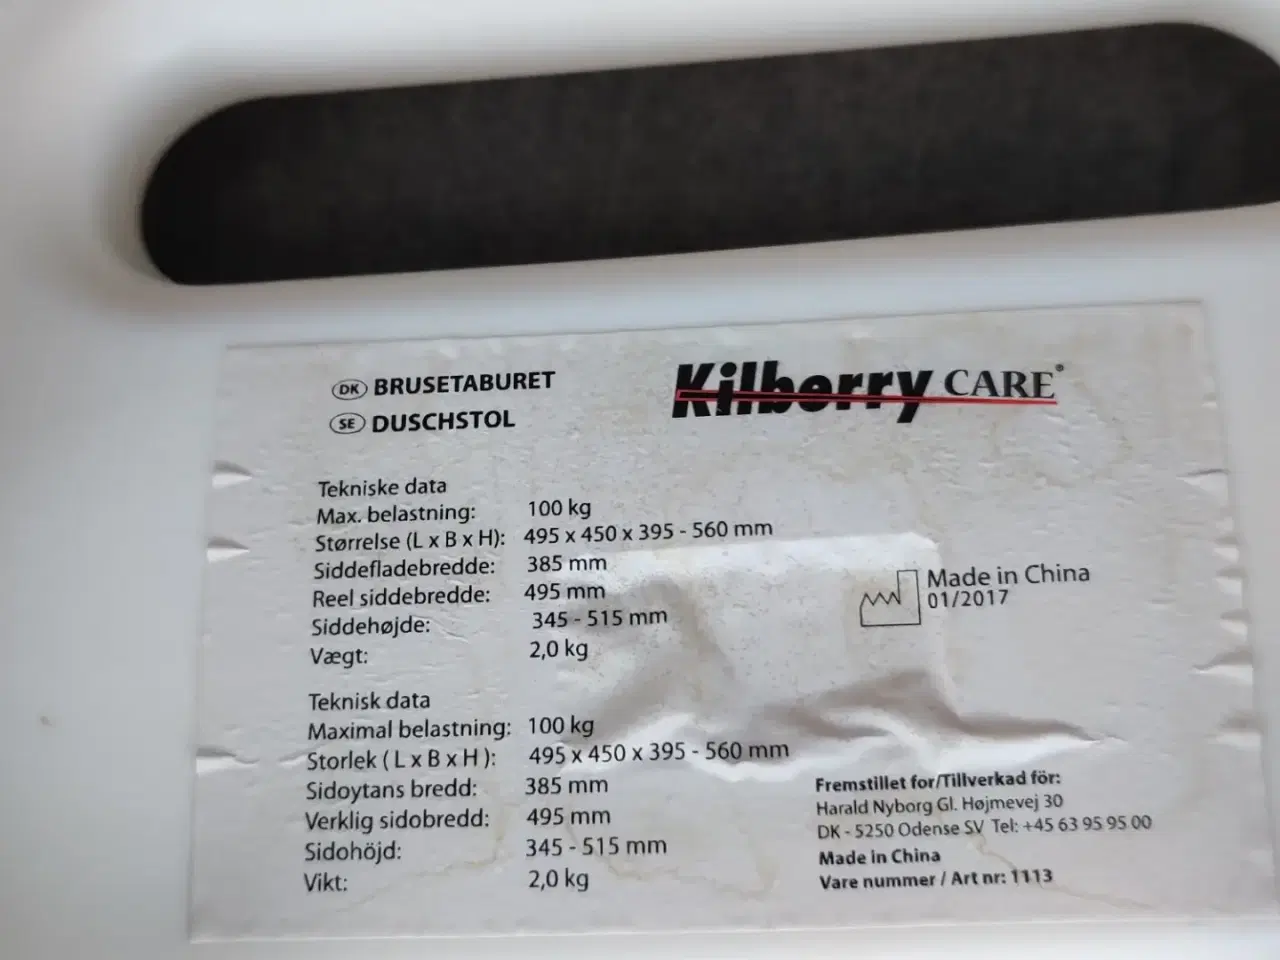 DK BRUSETABURET
SE DUSCHSTOL
Kilberry CARE®
Tekniske data
Max. belastning: 100 kg
Størrelse (L x B x H): 495 x 450 x 395 - 560 mm
Siddefladebredde: 385 mm
Reel siddebredde: 495 mm
Siddehøjde: 345 - 515 mm
Vægt: 2,0 kg
Made in China
01/2017
Teknisk data
Maximal belastning: 100 kg
Storlek ( L x B x H ): 495 x 450 x 395 - 560 mm
Sidoytans bredd: 385 mm
Verklig sidobredd: 495 mm
Sidohöjd: 345 - 515 mm
Vikt: 2,0 kg
Fremstillet for/Tillverkad för:
Harald Nyborg Gl. Højmevej 30
DK - 5250 Odense SV Tel: +45 63 95 95 00
Made in China
Vare nummer / Art nr: 1113